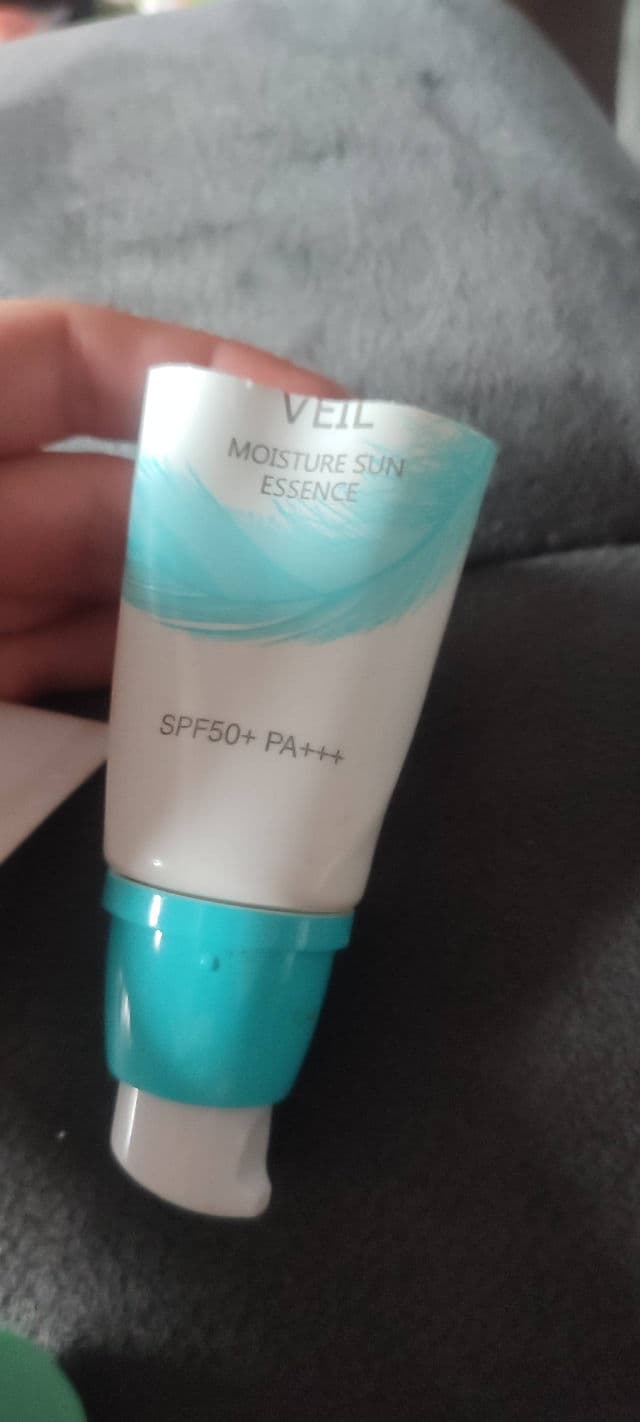 VEIL
MOISTURE SUN
ESSENCE
SPF50+ PA+++